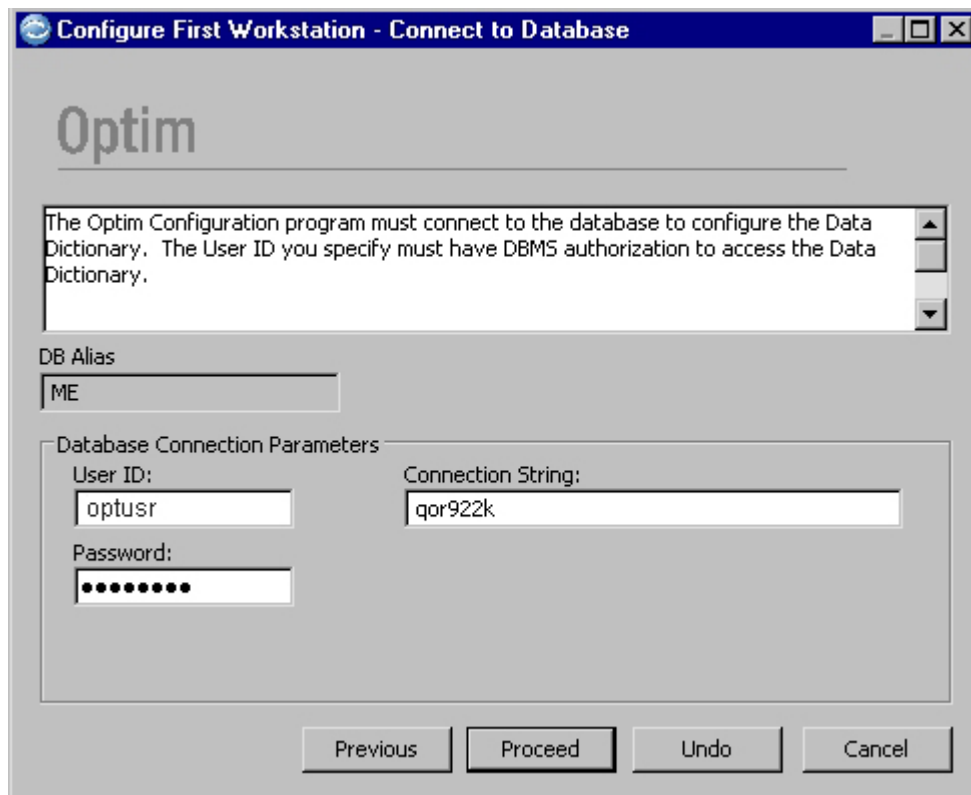 Configure First Workstation - Connect to Database
Optim
The Optim Configuration program must connect to the database to configure the Data
Dictionary.  The User ID you specify must have DBMS authorization to access the Data
Dictionary.
DB Alias
ME
Database Connection Parameters
User ID:
Connection String:
optusr
qor922k
Password:
••••••••
Previous
Proceed
Undo
Cancel